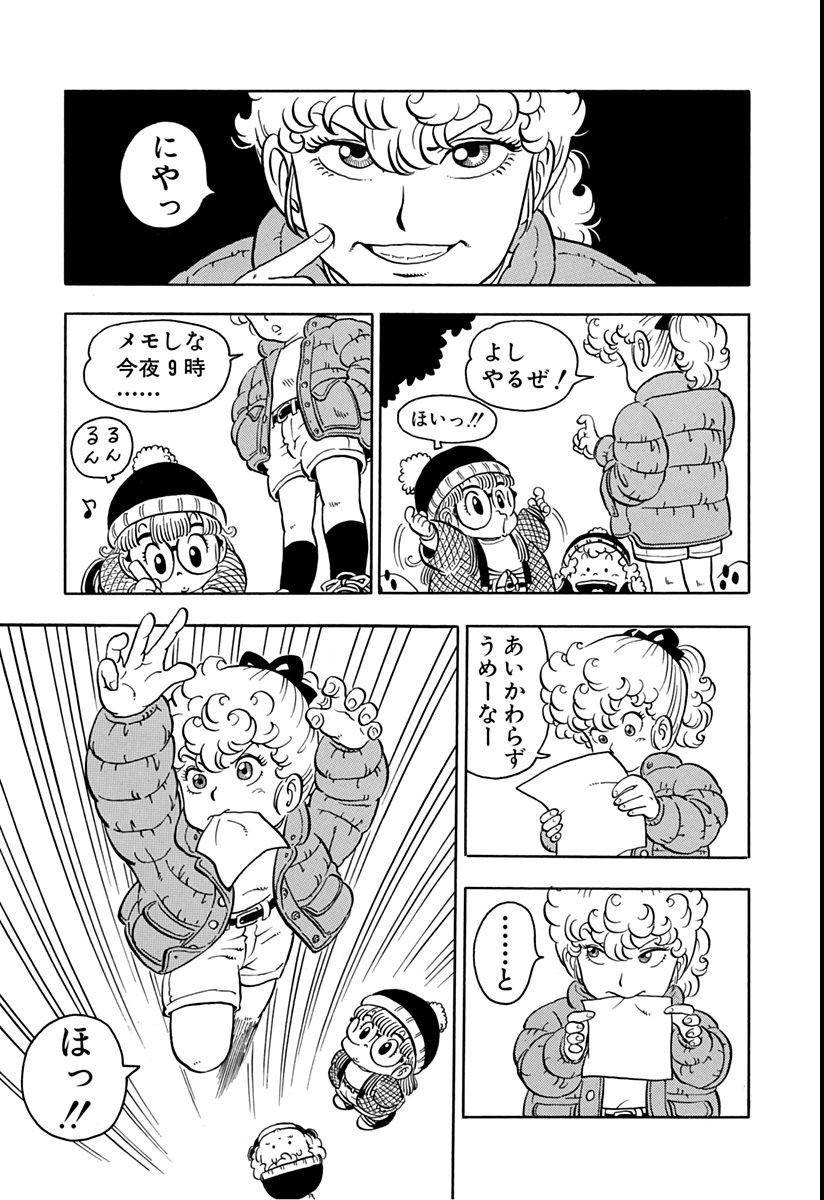 にやっ
よし
やるぜ!
ほいっ!!
メモしな
今夜9時
……
るん
るん
♪
あいかわらず
うめーなー
……と
ほっ!!